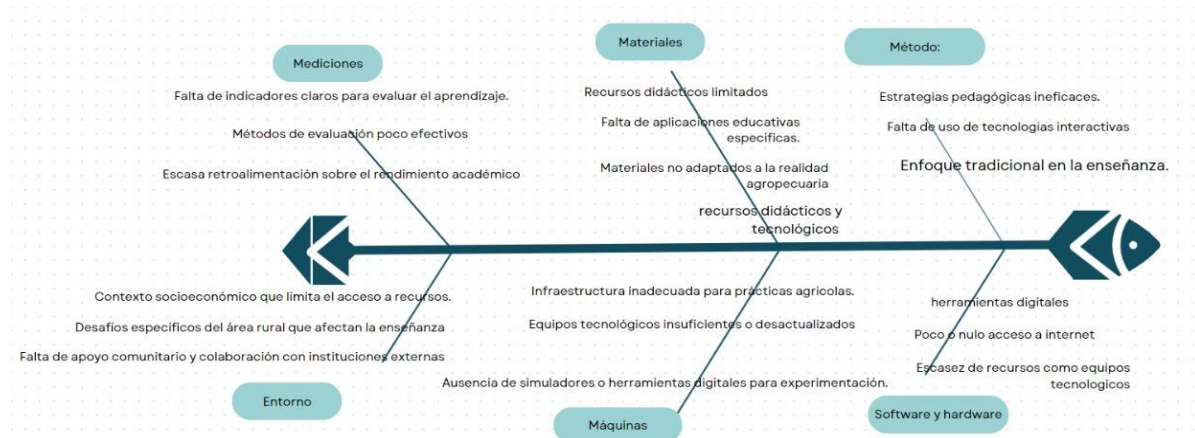 Mediciones
Falta de indicadores claros para evaluar el aprendizaje.
Métodos de evaluación poco efectivos
Escasa retroalimentación sobre el rendimiento académico
Materiales
Recursos didácticos limitados
Falta de aplicaciones educativas
específicas.
Materiales no adaptados a la realidad
agropecuaria
recursos didácticos y
tecnológicos
Método:
Estrategias pedagógicas ineficaces.
Falta de uso de tecnologías interactivas
Enfoque tradicional en la enseñanza.
Contexto socioeconómico que limita el acceso a recursos.
Desafíos específicos del área rural que afectan la enseñanza
Falta de apoyo comunitario y colaboración con instituciones externas
Entorno
Infraestructura inadecuada para prácticas agrícolas.
Equipos tecnológicos insuficientes o desactualizados
Ausencia de simuladores o herramientas digitales para experimentación.
Máquinas
herramientas digitales
Poco o nulo acceso a internet
Escasez de recursos como equipos
tecnologicos
Software y hardware